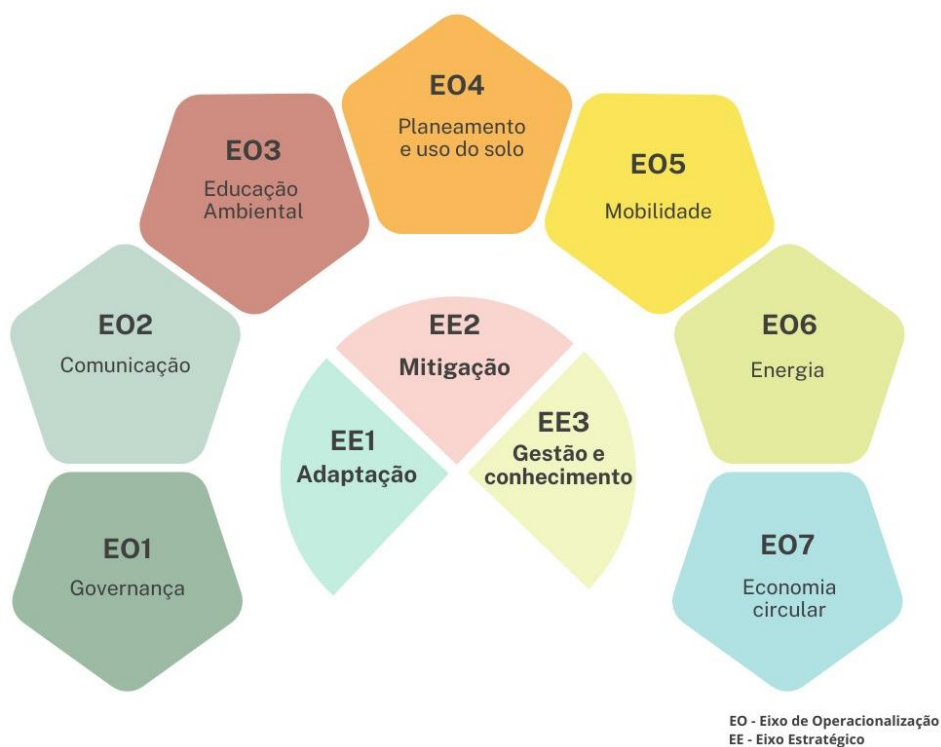 EO4
Planeamento
e uso do solo
EO3
Educação
Ambiental
EO5
Mobilidade
EO2
Comunicação
EE2
Mitigação
EO6
Energia
EE1
Adaptação
EE3
Gestão e
conhecimento
EO1
Governança
EO7
Economia
circular
EO - Eixo de Operacionalização
EE - Eixo Estratégico